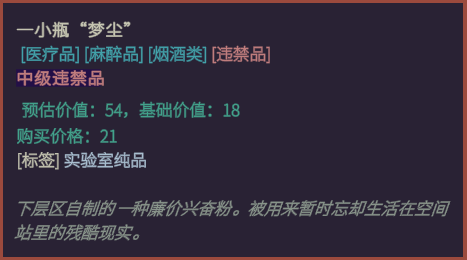 一小瓶“梦尘”
[医疗品] [麻醉品] [烟酒类] [违禁品]
中级违禁品
预估价值：54，基础价值：18
购买价格：21
[标签] 实验室纯品
下层区自制的一种廉价兴奋粉。被用来暂时忘却生活在空间
站里的残酷现实。